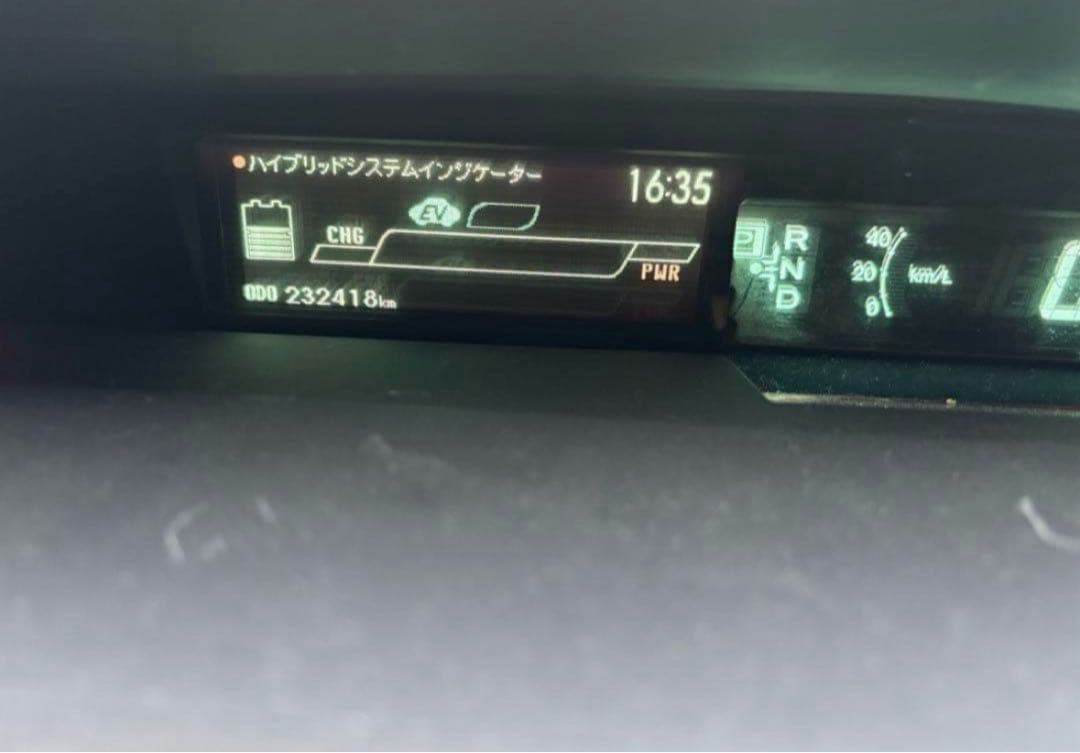 ハイブリッドシステムインジケーター
16:35
EV
CHG
PWR
ODO 232418km
P
R
N
D
40
20
0
km/L